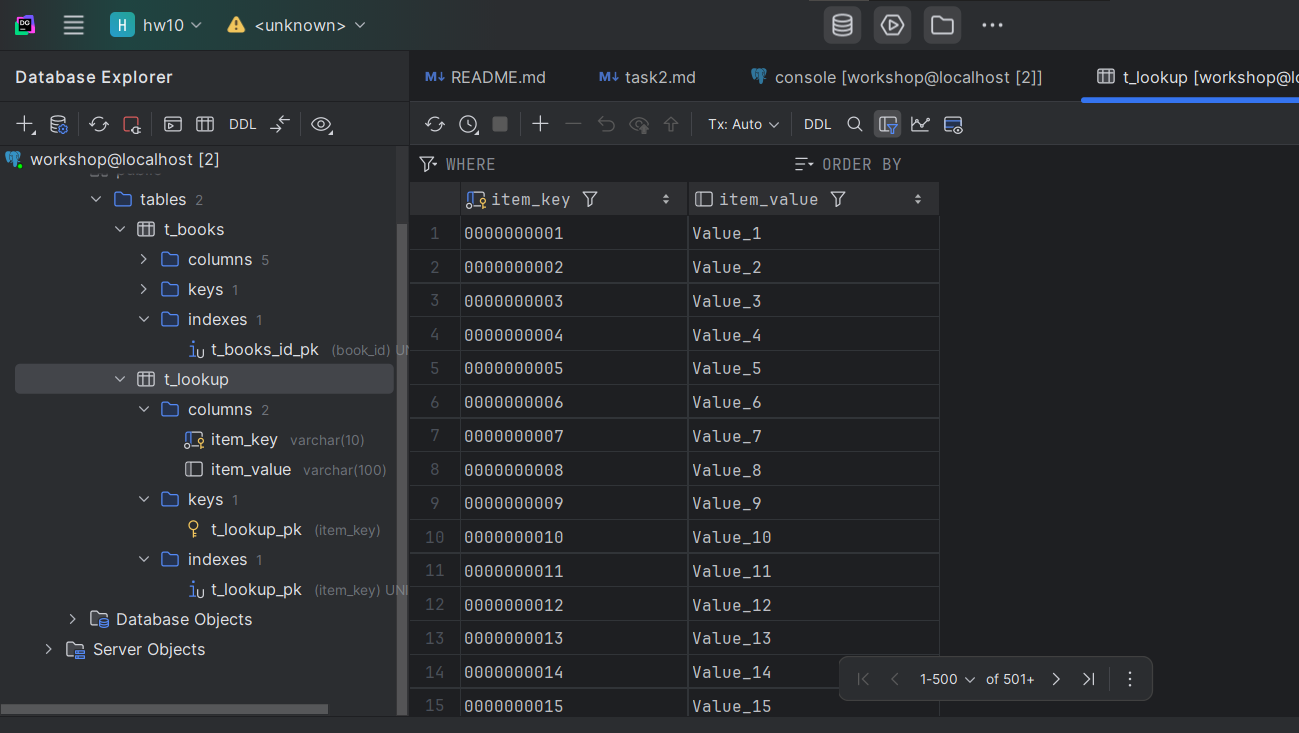 H hw10 <unknown>
Database Explorer
README.md task2.md console [workshop@localhost [2]] t_lookup [workshop@lo
DDL Tx: Auto DDL
workshop@localhost [2]
WHERE ORDER BY
public
tables 2
t_books
columns 5
keys 1
indexes 1
t_books_id_pk (book_id) UN
t_lookup
columns 2
item_key varchar(10)
item_value varchar(100)
keys 1
t_lookup_pk (item_key)
indexes 1
t_lookup_pk (item_key) UNI
Database Objects
Server Objects
item_key item_value
1 0000000001 Value_1
2 0000000002 Value_2
3 0000000003 Value_3
4 0000000004 Value_4
5 0000000005 Value_5
6 0000000006 Value_6
7 0000000007 Value_7
8 0000000008 Value_8
9 0000000009 Value_9
10 0000000010 Value_10
11 0000000011 Value_11
12 0000000012 Value_12
13 0000000013 Value_13
14 0000000014 Value_14
15 0000000015 Value_15
1-500 of 501+